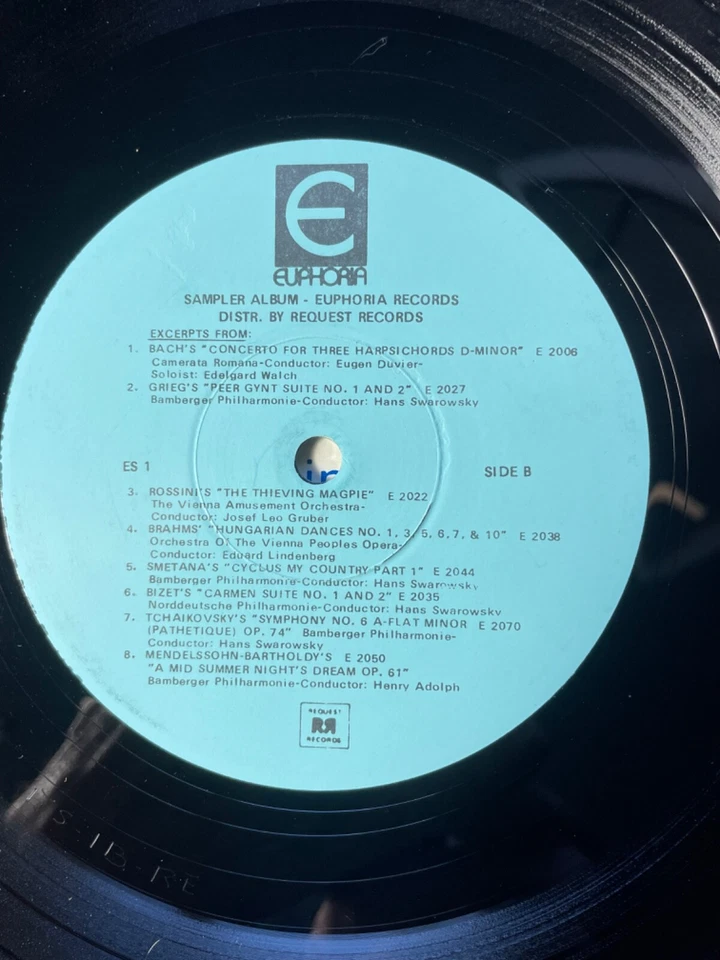 E
EUPHORIA
SAMPLER ALBUM - EUPHORIA RECORDS
DISTR. BY REQUEST RECORDS
EXCERPTS FROM:
1. BACH'S "CONCERTO FOR THREE HARPSICHORDS D-MINOR" E 2006
Camerata Romana-Conductor: Eugen Duvier-
Soloist: Edelgard Walch
2. GRIEG'S "PEER GYNT SUITE NO. 1 AND 2" E 2027
Bamberger Philharmonie-Conductor: Hans Swarowsky
ES 1
SIDE B
3. ROSSINI'S "THE THIEVING MAGPIE" E 2022
The Vienna Amusement Orchestra-
Conductor: Josef Leo Gruber
4. BRAHMS' "HUNGARIAN DANCES NO. 1, 3, 5, 6,7, & 10" E 2038
Orchestra Of The Vienna Peoples Opera-
Conductor: Eduard Lindenberg
5. SMETANA'S "CYCLUS MY COUNTRY PART 1" E 2044
Bamberger Philharmonie-Conductor: Hans Swarowsky
6. BIZET'S "CARMEN SUITE NO. 1 AND 2" E 2035
Norddeutsche Philharmonie-Conductor: Hans Swarowsky
7. TCHAIKOVSKY'S "SYMPHONY NO. 6 A-FLAT MINOR E 2070
(PATHETIQUE) OP. 74" Bamberger Philharmonie-
Conductor: Hans Swarowsky
8. MENDELSSOHN-BARTHOLDY'S E 2050
"A MID SUMMER NIGHT'S DREAM OP. 61"
Bamberger Philharmonie-Conductor: Henry Adolph
REQUEST
RR
RECORDS
S-1B-RE